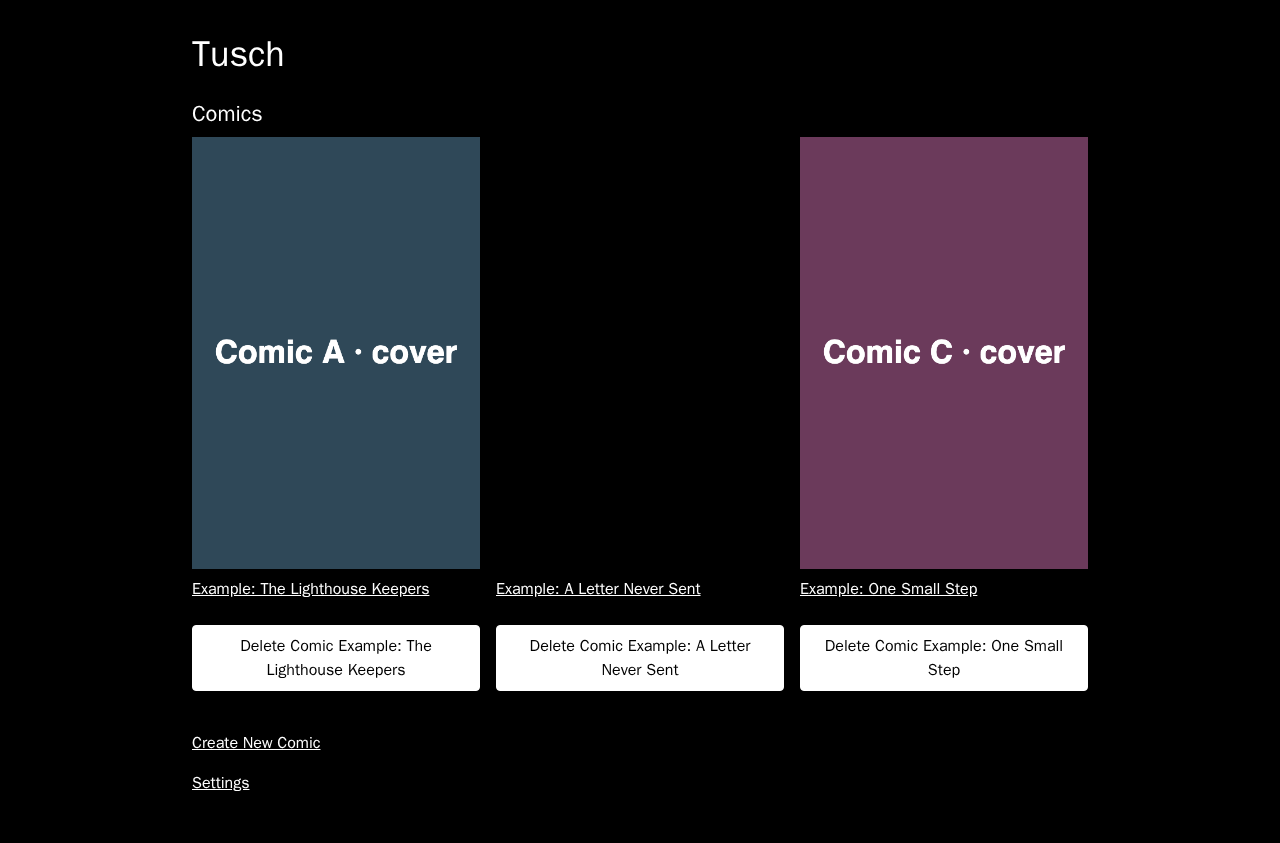 Tusch
Comics
Comic A · cover
Comic C · cover
Example: The Lighthouse Keepers
Example: A Letter Never Sent
Example: One Small Step
Delete Comic Example: The
Lighthouse Keepers
Delete Comic Example: A Letter
Never Sent
Delete Comic Example: One Small
Step
Create New Comic
Settings